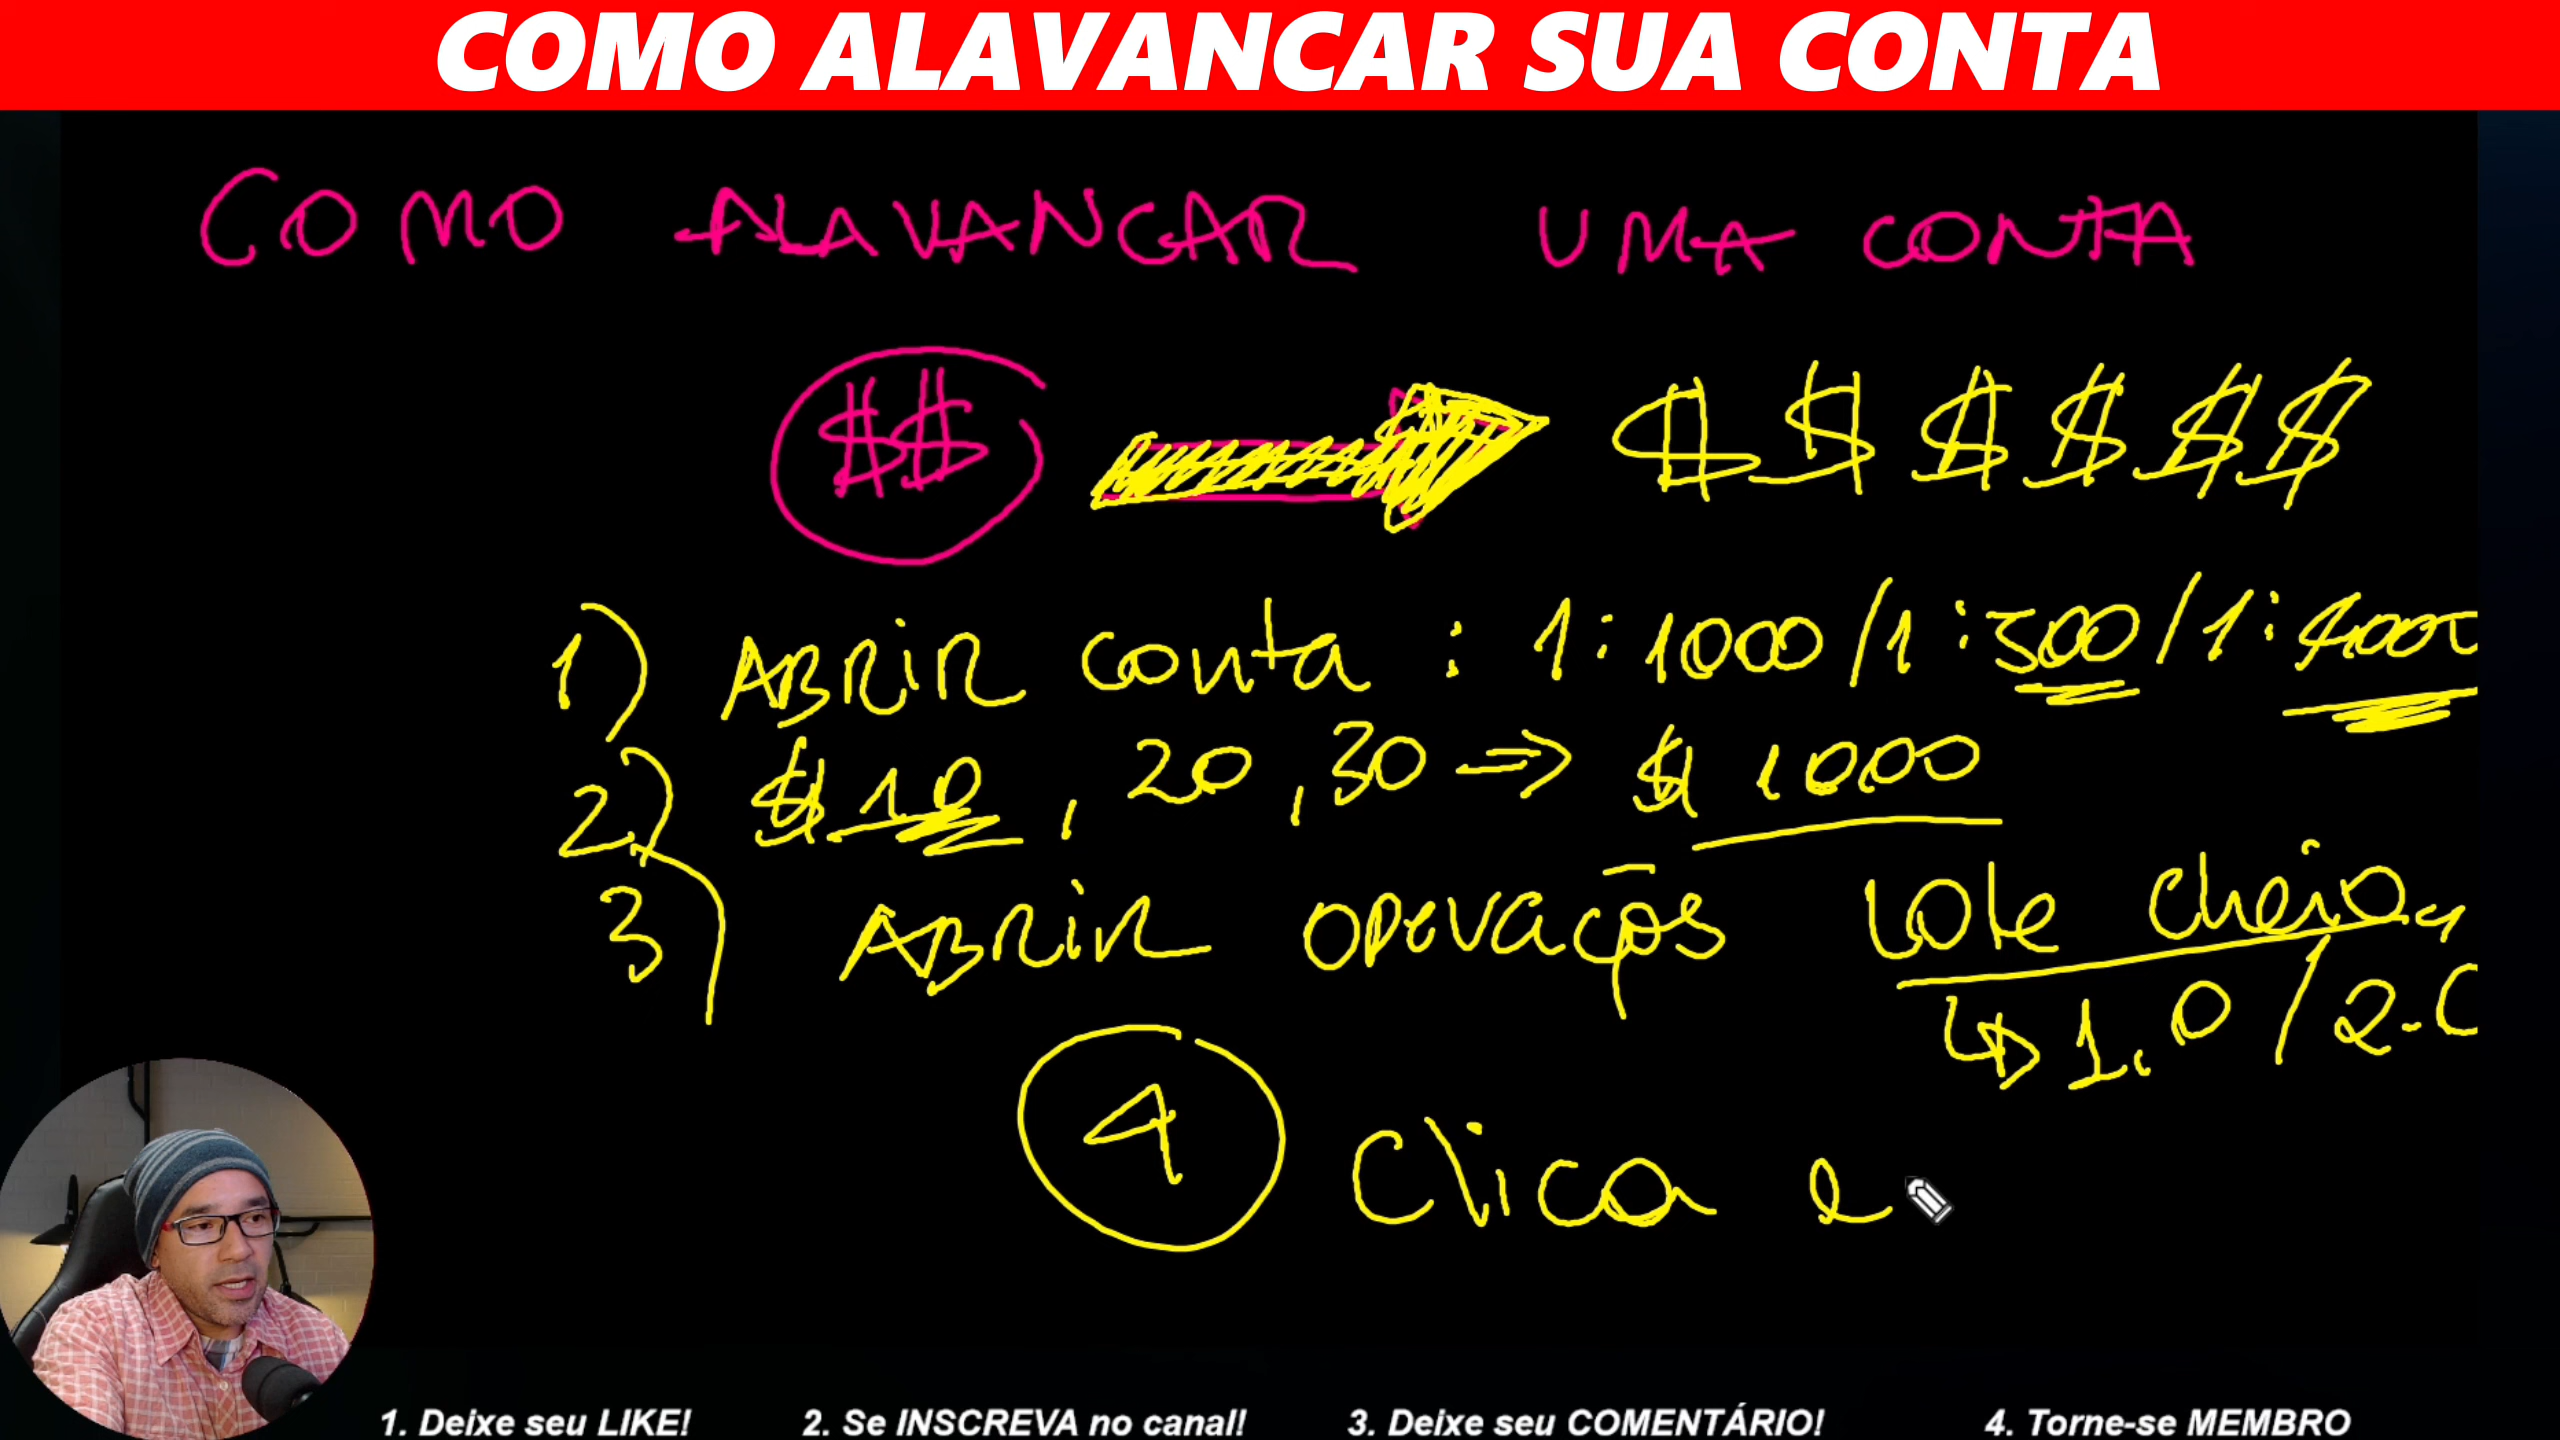 COMO ALAVANCAR SUA CONTA
COMO ALAVANCAR UMA CONTA
$$ $ $ $ $ $ $
1) ABRIR conta : 1:1000 / 1:500 / 1:
2) $10, 20, 30 => $ 1000
3) ABRIR lote cheio
↳ 1.0 / 2.0
4 Clica e
1. Deixe seu LIKE! 2. Se INSCREVA no canal! 3. Deixe seu COMENTÁRIO! 4. Torne-se MEMBRO